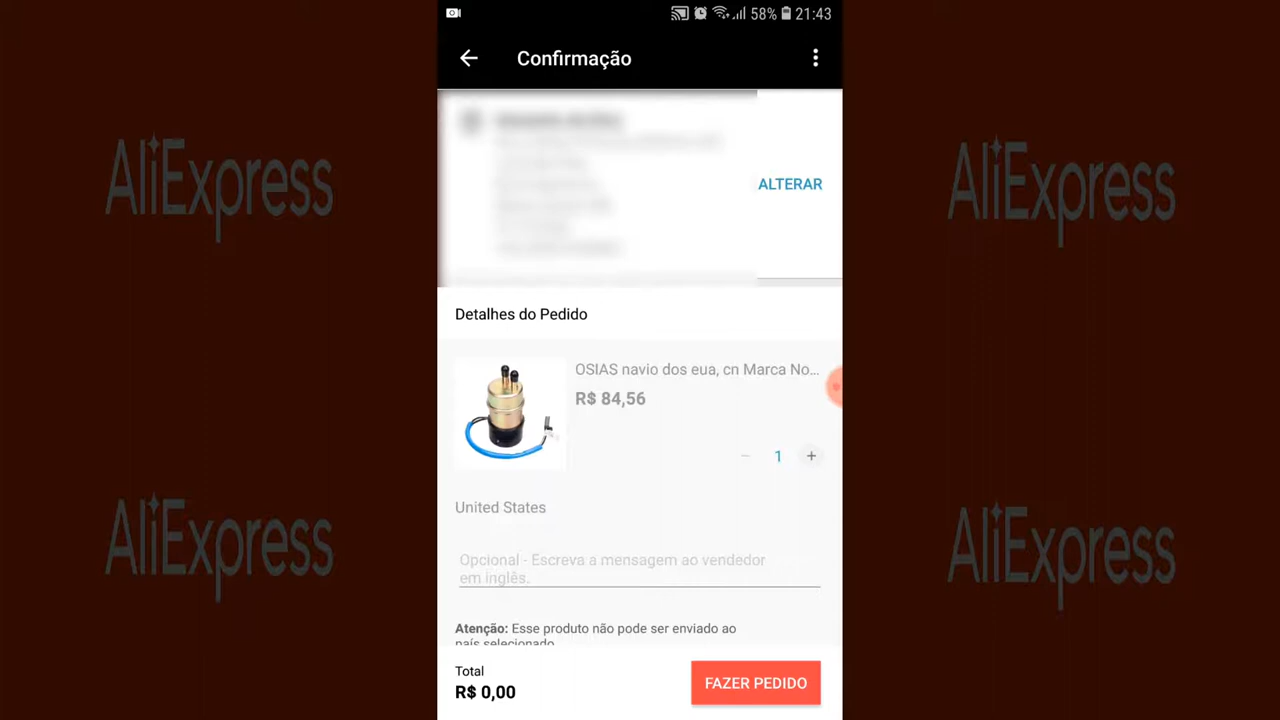 58% 21:43
Confirmação
ALTERAR
Detalhes do Pedido
OSIAS navio dos eua, cn Marca No...
R$ 84,56
1
United States
Opcional - Escreva a mensagem ao vendedor
em inglês.
Atenção: Esse produto não pode ser enviado ao
país selecionado
Total
R$ 0,00
FAZER PEDIDO
AliExpress
AliExpress
AliExpress
AliExpress